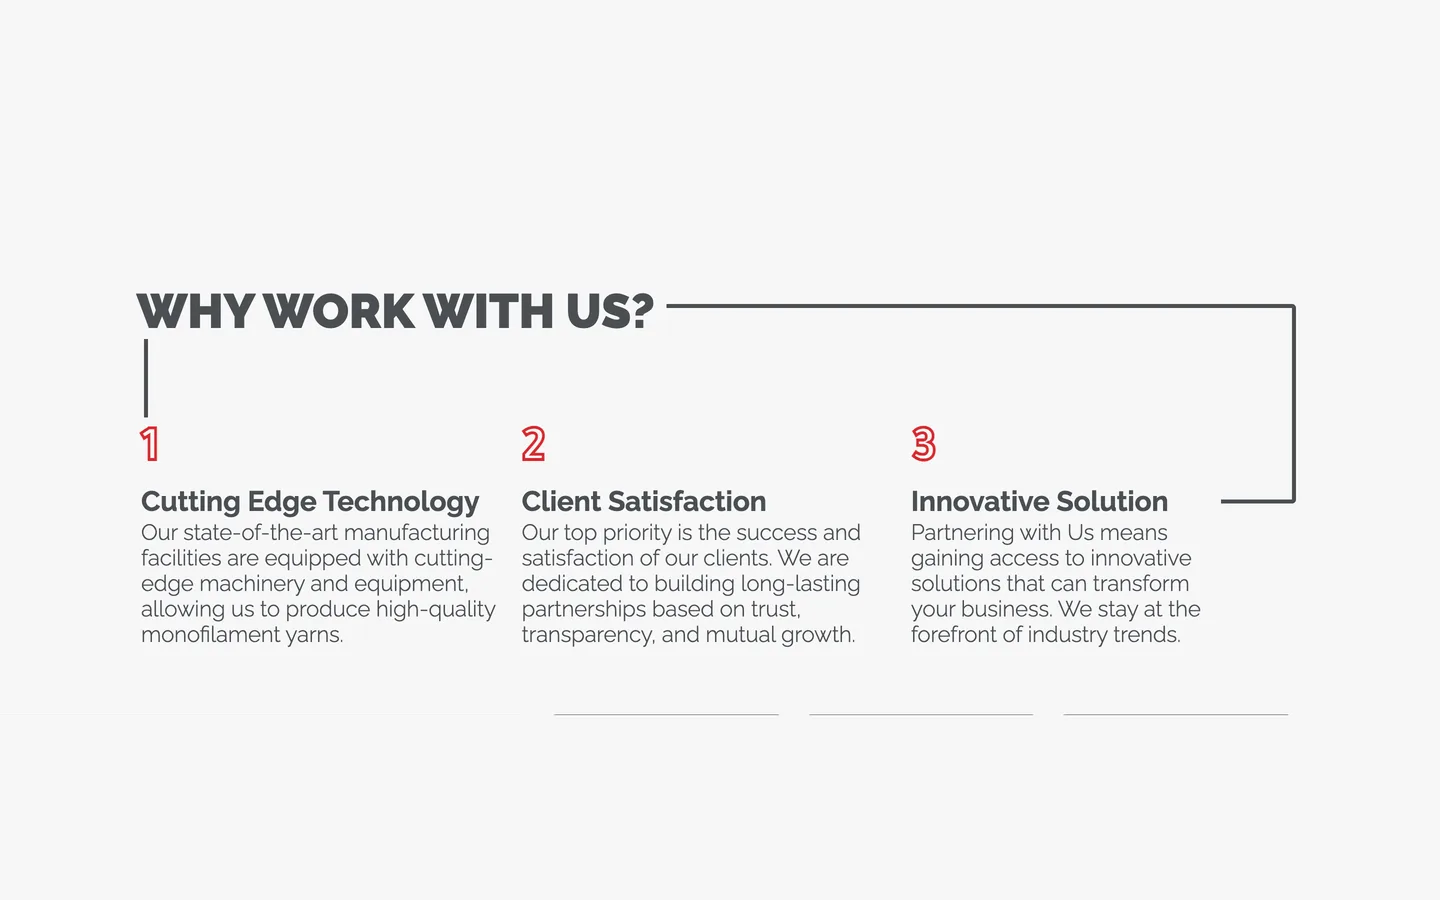 WHY WORK WITH US?
1
Cutting Edge Technology
Our state-of-the-art manufacturing
facilities are equipped with cutting-
edge machinery and equipment,
allowing us to produce high-quality
monofilament yarns.
2
Client Satisfaction
Our top priority is the success and
satisfaction of our clients. We are
dedicated to building long-lasting
partnerships based on trust,
transparency, and mutual growth.
3
Innovative Solution
Partnering with Us means
gaining access to innovative
solutions that can transform
your business. We stay at the
forefront of industry trends.